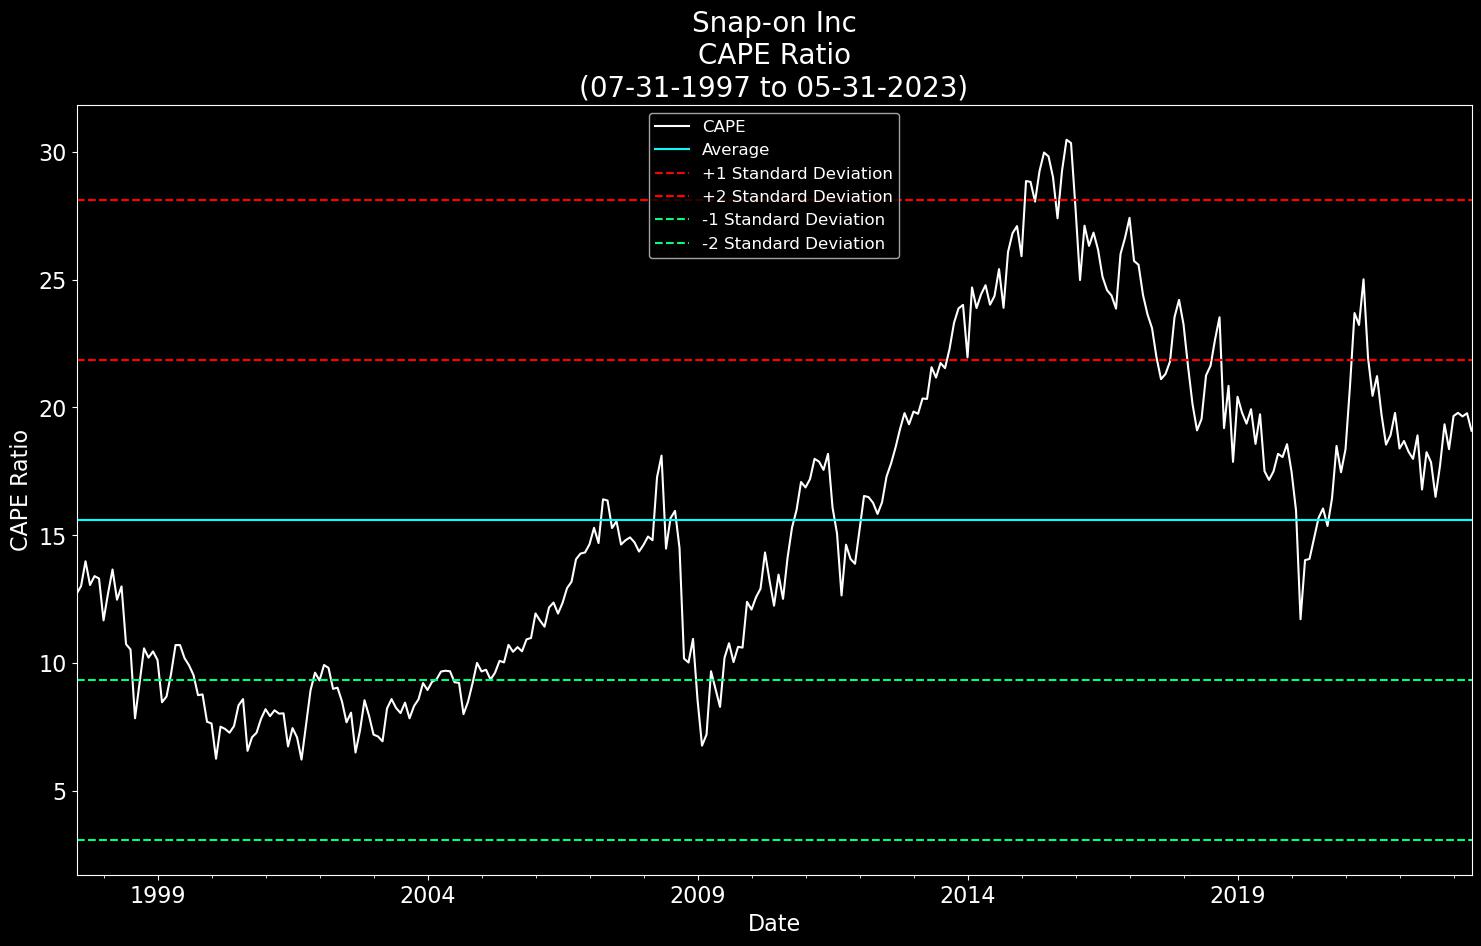 Snap-on Inc
CAPE Ratio
(07-31-1997 to 05-31-2023)
CAPE
Average
+1 Standard Deviation
+2 Standard Deviation
-1 Standard Deviation
-2 Standard Deviation
30
25
20
15
10
5
CAPE Ratio
1999 2004 2009 2014 2019
Date